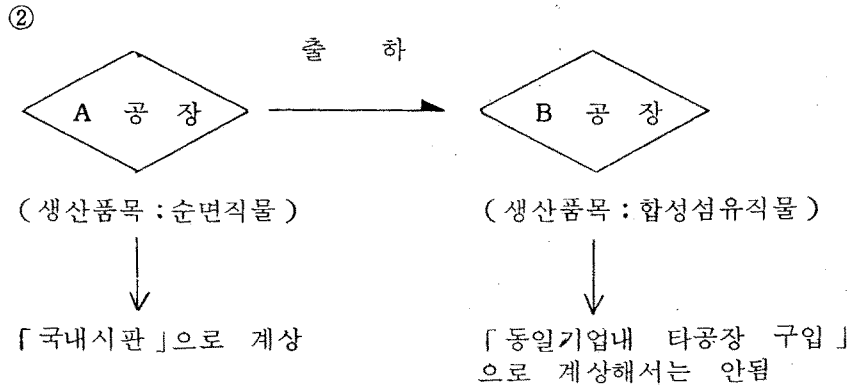 ②
출 하
A 공 장
B 공 장
( 생산품목 : 순면직물 )
( 생산품목 : 합성섬유직물 )
「국내시판」으로 계상
「동일기업내 타공장 구입」
으로 계상해서는 안됨